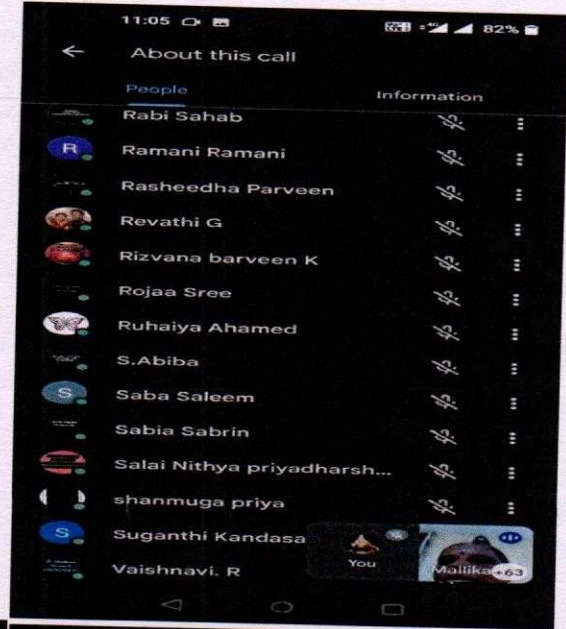 11:05 4G 82%
About this call
People Information
Rabi Sahab
R Ramani Ramani
Rasheedha Parveen
Revathi G
Rizvana barveen K
Rojaa Sree
Ruhaiya Ahamed
S.Abiba
S Saba Saleem
Sabia Sabrin
Salai Nithya priyadharsh...
shanmuga priya
S Suganthi Kandasa
You Mallika +63
Vaishnavi. R